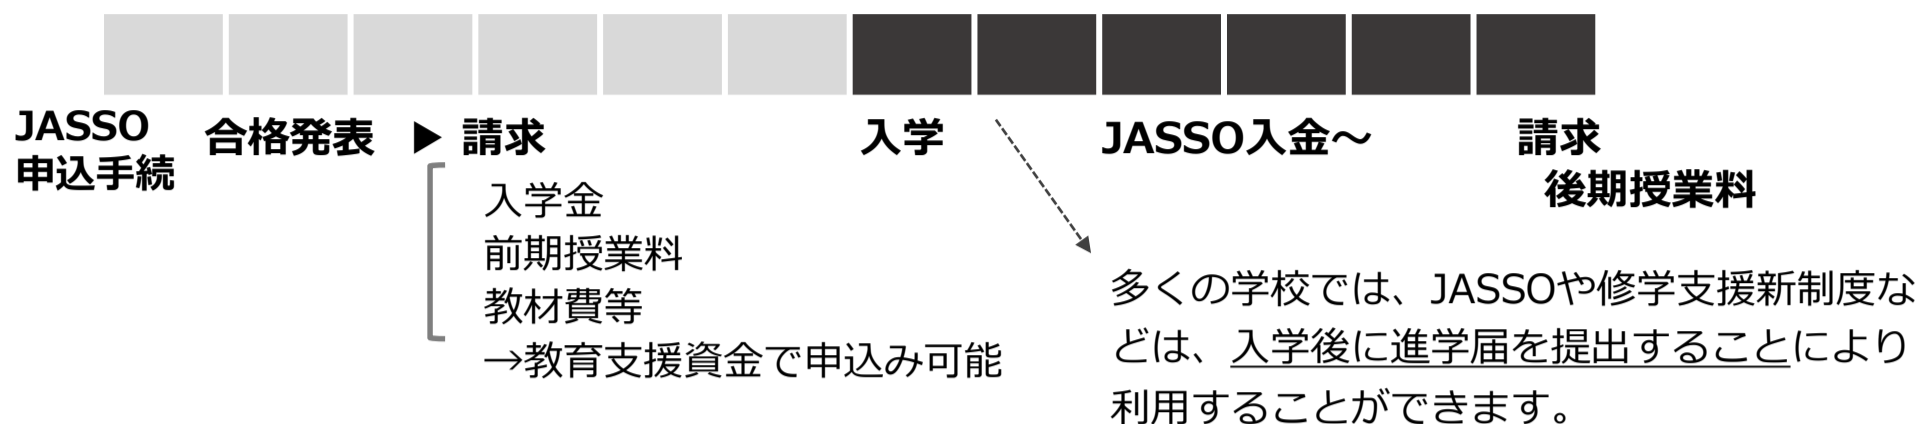 JASSO
申込手続
合格発表 ▶ 請求
入学金
前期授業料
教材費等
→教育支援資金で申込み可能
入学
JASSO入金～
請求
後期授業料
多くの学校では、JASSOや修学支援新制度な
どは、入学後に進学届を提出することにより
利用することができます。